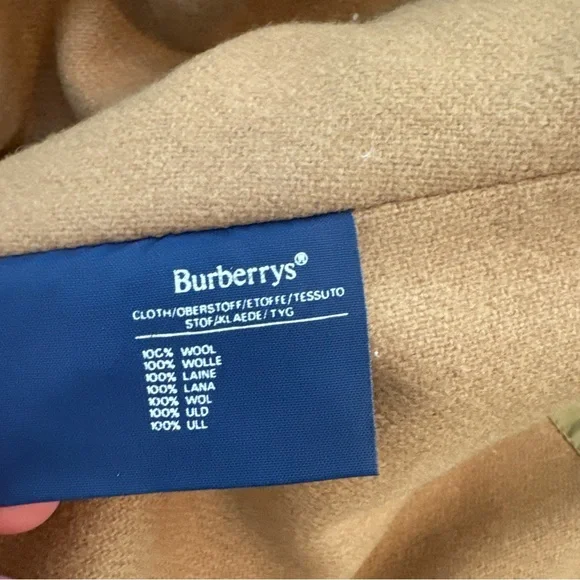 Burberrys®
CLOTH/OBERSTOFF/ETOFFE/TESSUTO
STOF/KLAEDE/TYG
100% WOOL
100% WOLLE
100% LAINE
100% LANA
100% WOL
100% ULD
100% ULL